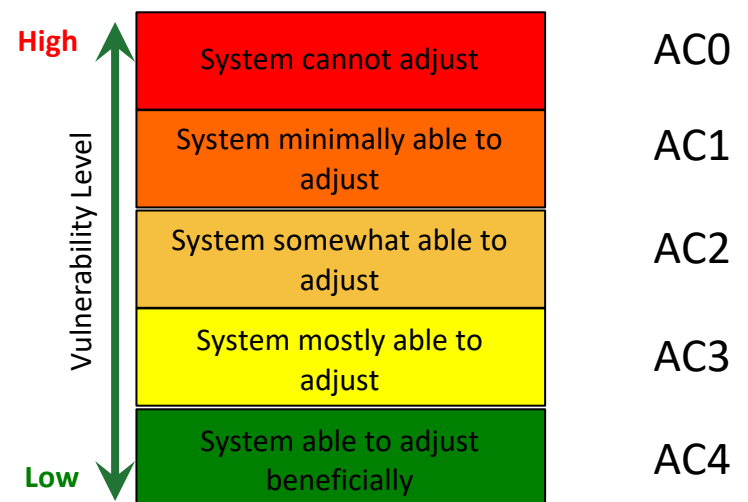 High
System cannot adjust
AC0
System minimally able to
adjust
AC1
Vulnerability Level
System somewhat able to
adjust
AC2
System mostly able to
adjust
AC3
System able to adjust
beneficially
AC4
Low